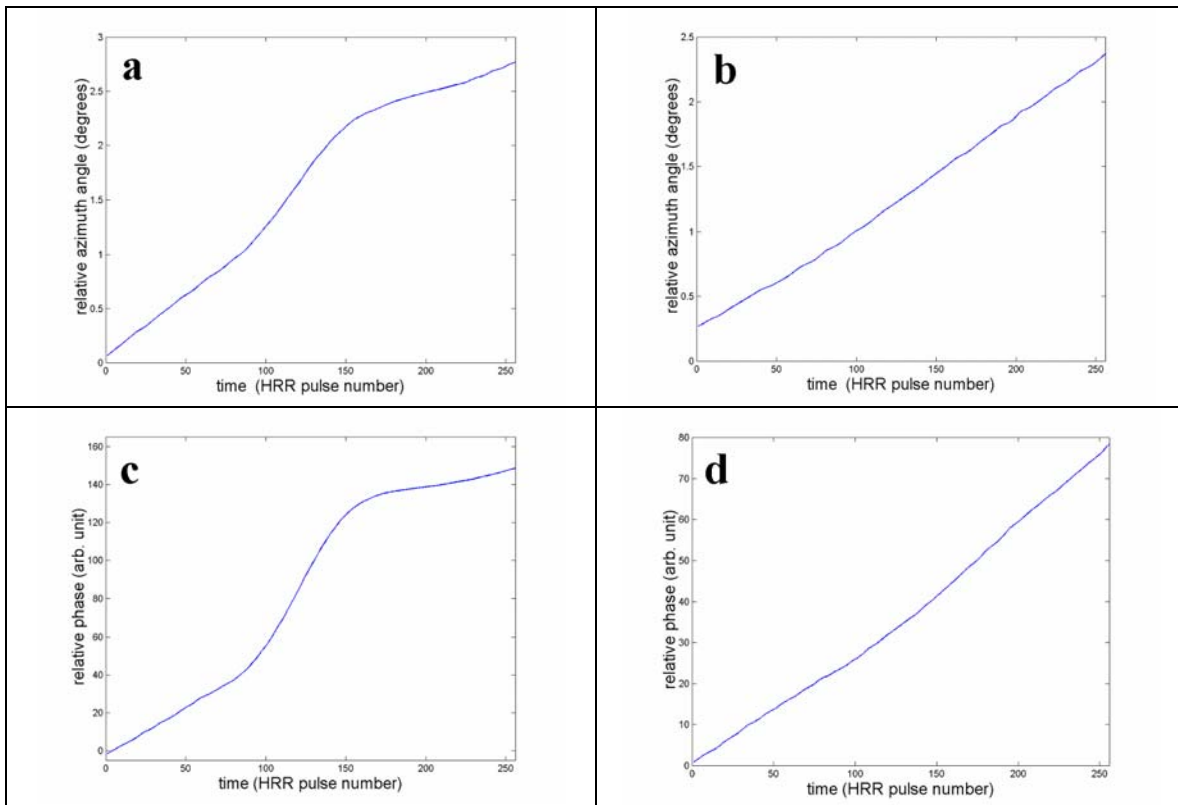 a
3
2.5
2
1.5
1
0.5
0
0 50 100 150 200 250
relative azimuth angle (degrees)
time (HRR pulse number)
b
2.5
2
1.5
1
0.5
0
0 50 100 150 200 250
relative azimuth angle (degrees)
time (HRR pulse number)
c
160
140
120
100
80
60
40
20
0
0 50 100 150 200 250
relative phase (arb. unit)
time (HRR pulse number)
d
80
70
60
50
40
30
20
10
0
0 50 100 150 200 250
relative phase (arb. unit)
time (HRR pulse number)